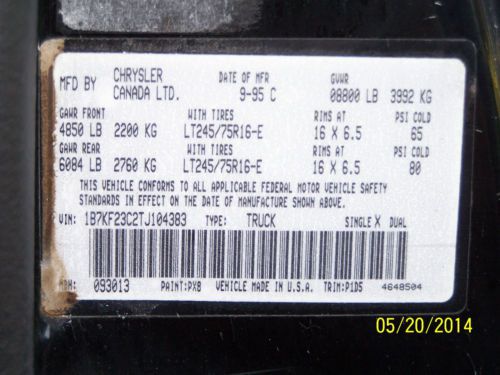 MFD BY CHRYSLER CANADA LTD. DATE OF MFR 9-95 C GVWR 08800 LB 3992 KG
GAWR FRONT WITH TIRES RIMS AT PSI COLD
4850 LB 2200 KG LT245/75R16-E 16 X 6.5 65
GAWR REAR WITH TIRES RIMS AT PSI COLD
6084 LB 2760 KG LT245/75R16-E 16 X 6.5 80
THIS VEHICLE CONFORMS TO ALL APPLICABLE FEDERAL MOTOR VEHICLE SAFETY
STANDARDS IN EFFECT ON THE DATE OF MANUFACTURE SHOWN ABOVE.
VIN: 1B7KF23C2TJ104383 TYPE: TRUCK SINGLE X DUAL
MDH: 093013 PAINT:PX8 VEHICLE MADE IN U.S.A. TRIM:P1D5 4648504
05/20/2014